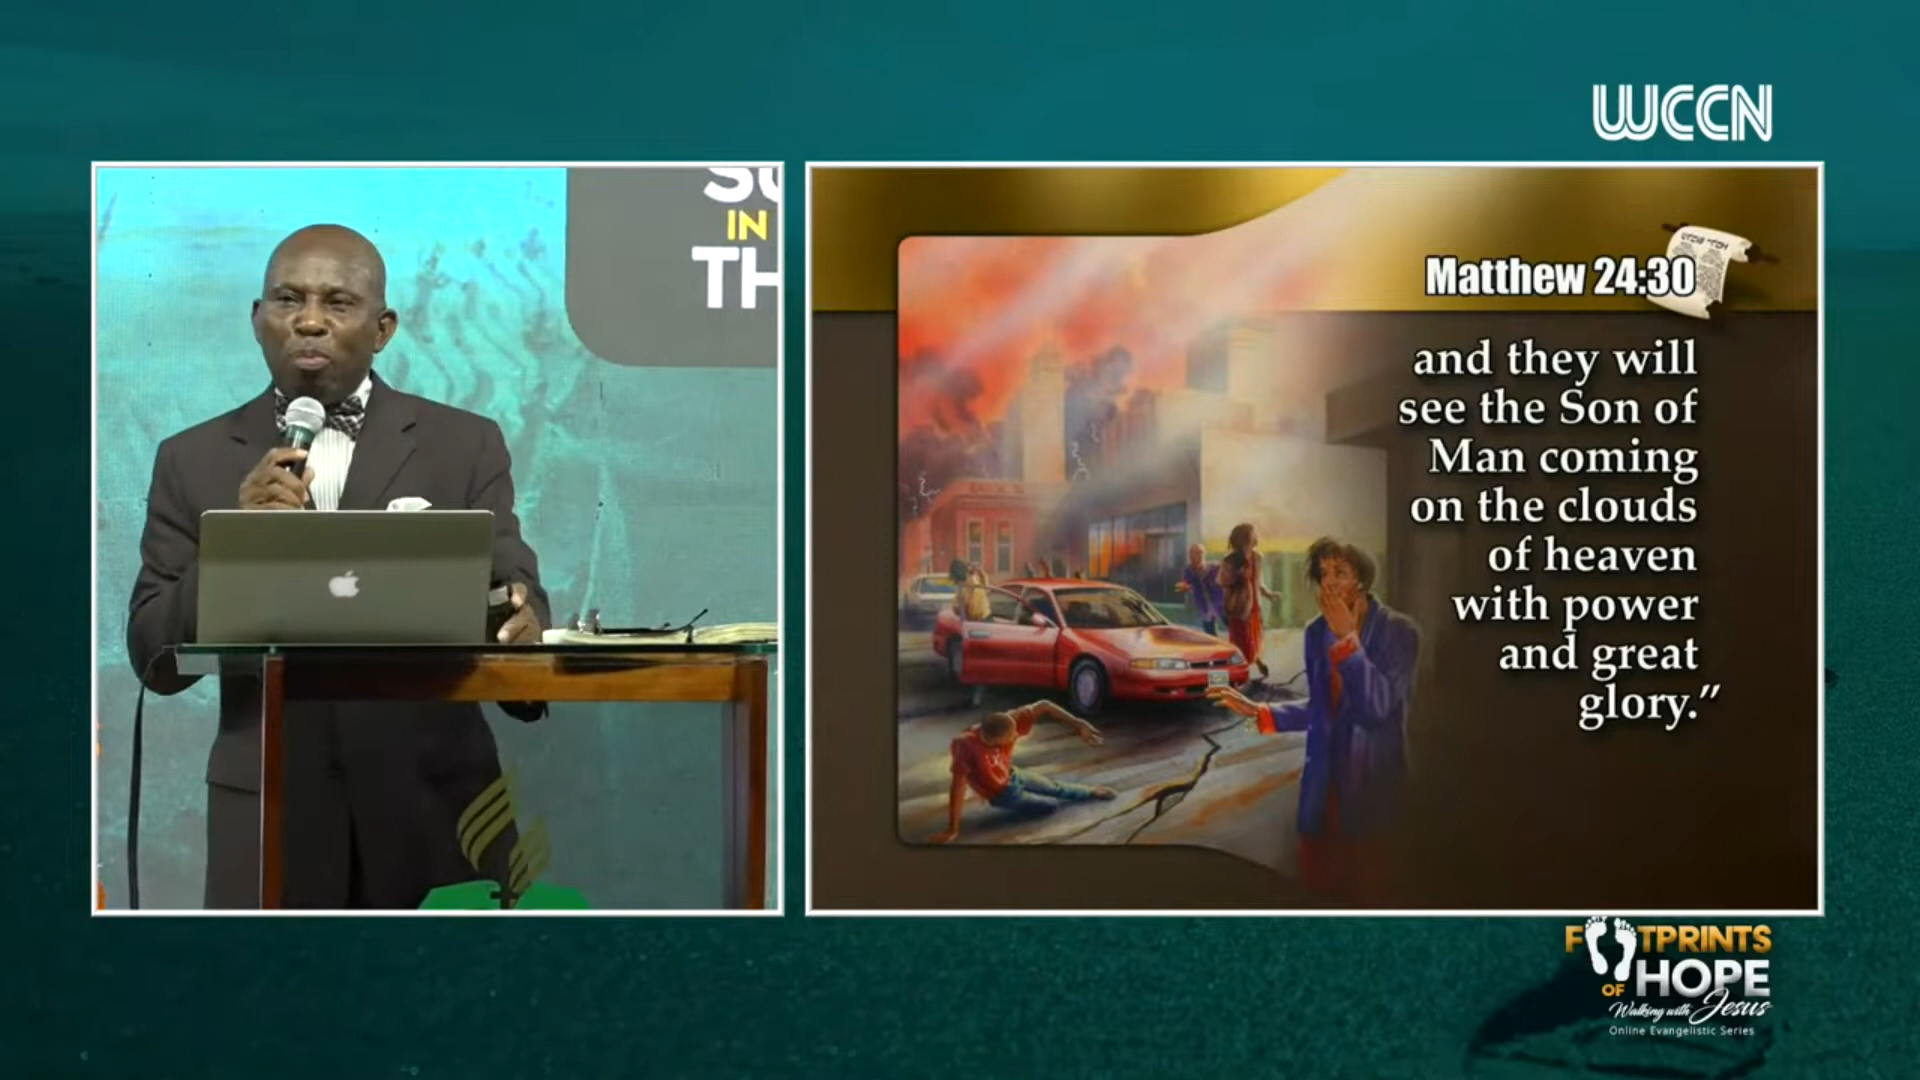 WCCN
IN
TH
Matthew 24:30
and they will
see the Son of
Man coming
on the clouds
of heaven
with power
and great
glory.”
FOOTPRINTS
OF HOPE
Walking with Jesus
Online Evangelistic Series